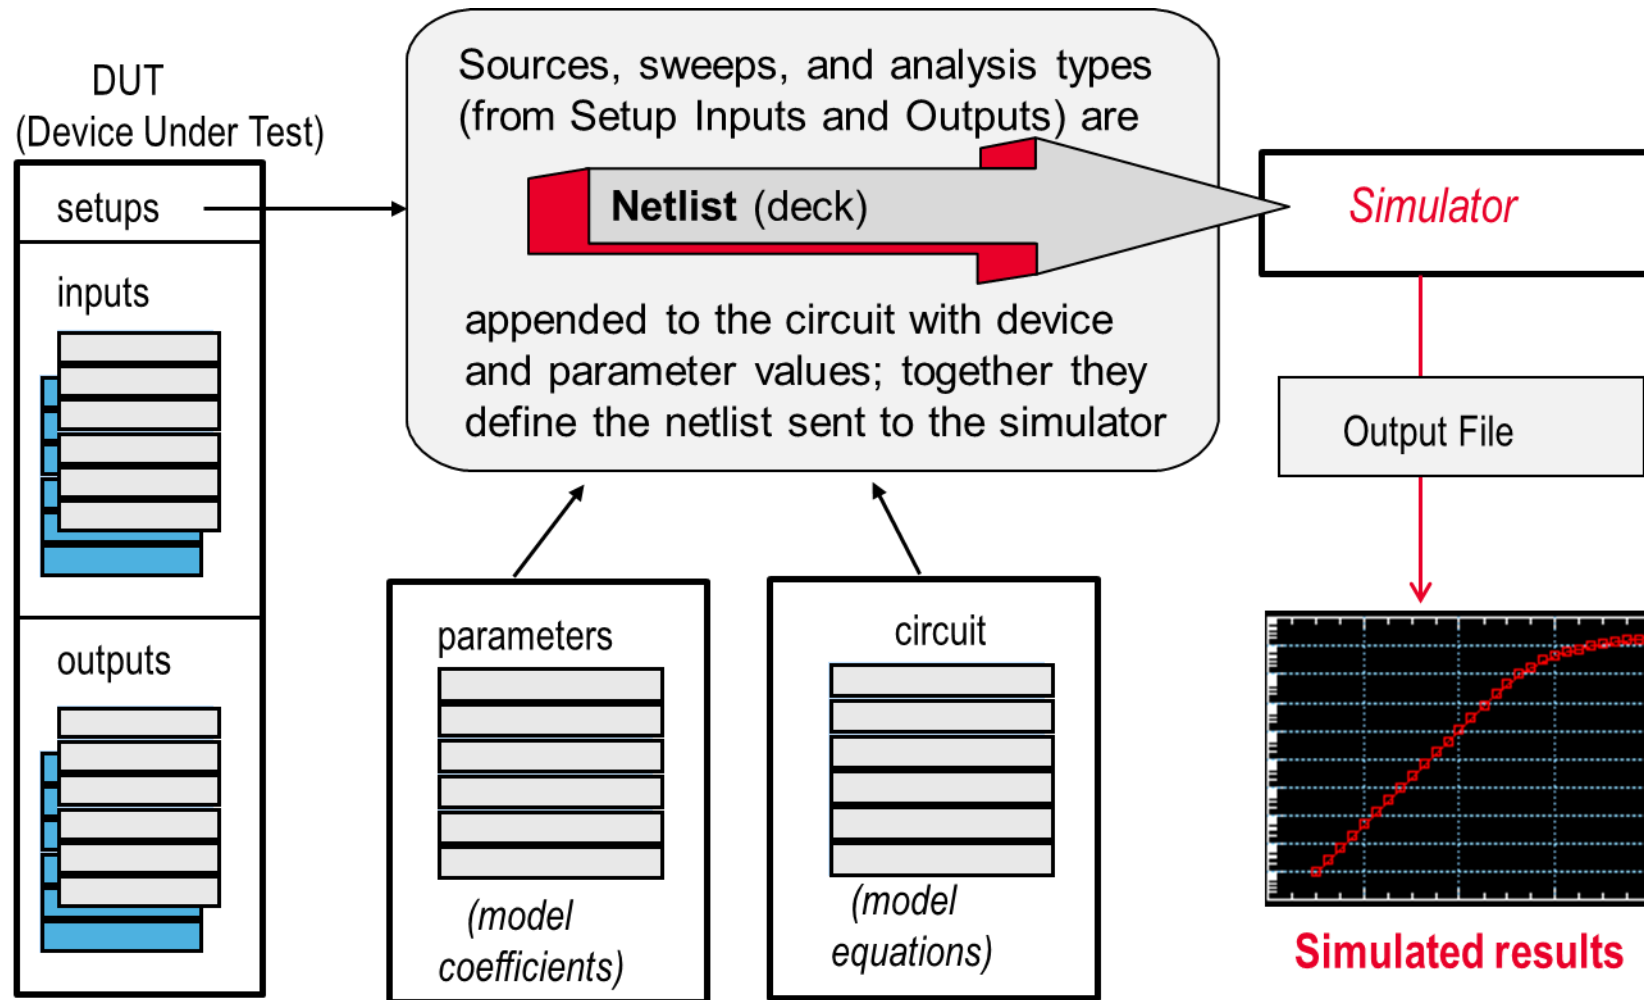 DUT
(Device Under Test)
setups
inputs
outputs
Sources, sweeps, and analysis types
(from Setup Inputs and Outputs) are
Netlist (deck)
appended to the circuit with device
and parameter values; together they
define the netlist sent to the simulator
parameters
(model
coefficients)
circuit
(model
equations)
Simulator
Output File
Simulated results